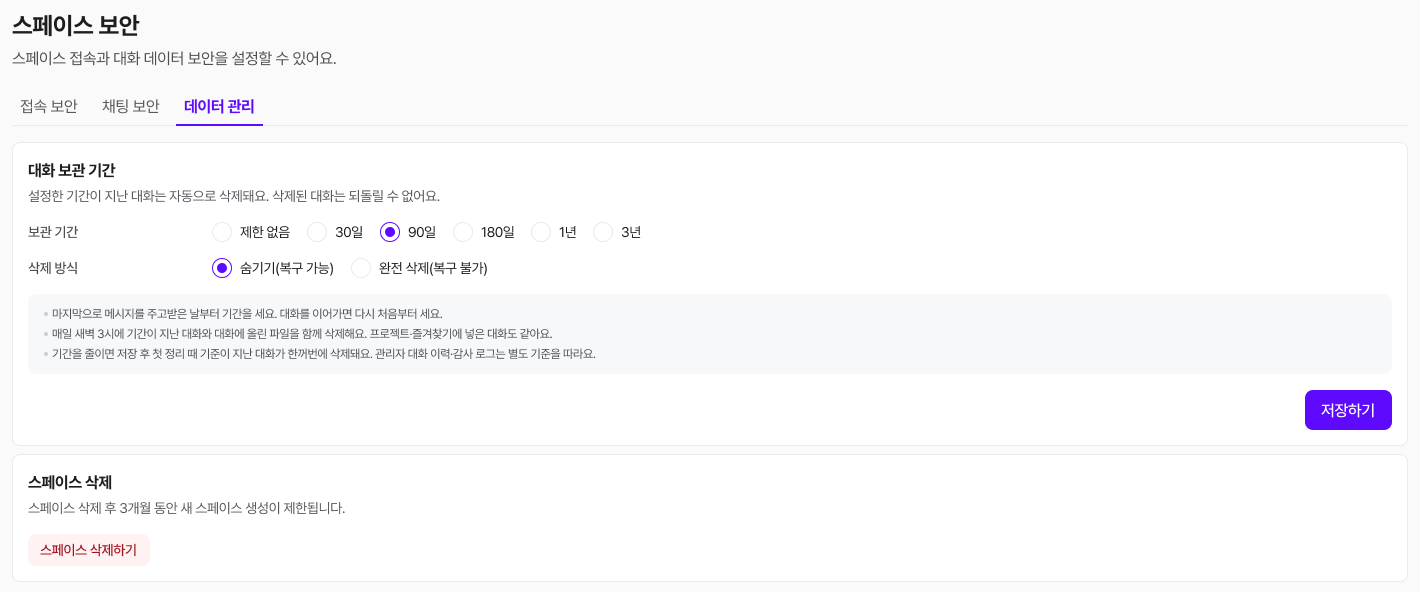 스페이스 보안
스페이스 접속과 대화 데이터 보안을 설정할 수 있어요.
접속 보안 채팅 보안 데이터 관리
대화 보관 기간
설정한 기간이 지난 대화는 자동으로 삭제돼요. 삭제된 대화는 되돌릴 수 없어요.
보관 기간 제한 없음 30일 90일 180일 1년 3년
삭제 방식 숨기기(복구 가능) 완전 삭제(복구 불가)
마지막으로 메시지를 주고받은 날부터 기간을 세요. 대화를 이어가면 다시 처음부터 세요.
매일 새벽 3시에 기간이 지난 대화와 대화에 올린 파일을 함께 삭제해요. 프로젝트·즐겨찾기에 넣은 대화도 같아요.
기간을 줄이면 저장 후 첫 정리 때 기준이 지난 대화가 한꺼번에 삭제돼요. 관리자 대화 이력·감사 로그는 별도 기준을 따라요.
저장하기
스페이스 삭제
스페이스 삭제 후 3개월 동안 새 스페이스 생성이 제한됩니다.
스페이스 삭제하기